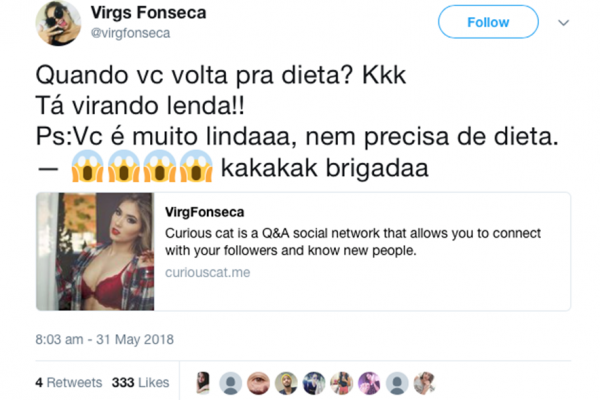 Virgs Fonseca
@virgfonseca
Follow
Quando vc volta pra dieta? Kkk
Tá virando lenda!!
Ps:Vc é muito lindaaa, nem precisa de dieta.
— 😱😱😱😱 kakakak brigadaa
VirgFonseca
Curious cat is a Q&A social network that allows you to connect
with your followers and know new people.
curiouscat.me
8:03 am - 31 May 2018
4 Retweets 333 Likes